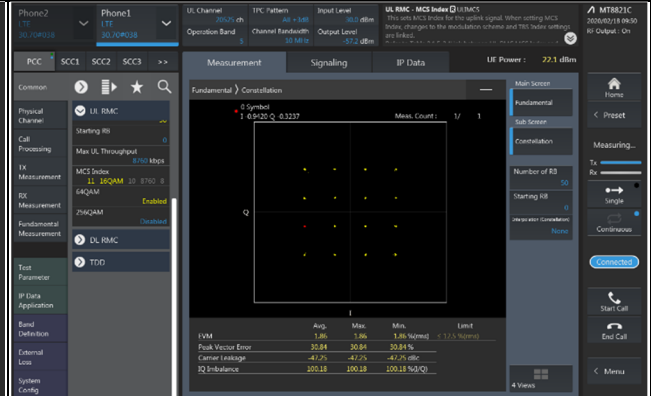 Phone2
LTE
30.70#038
Phone1
LTE
30.70#038
UL Channel
20525 ch
Operation Band
5
TPC Pattern
All +3dB
Channel Bandwidth
50 MHz
Input Level
30.0 dBm
Output Level
-57.2 dBm
UL RMC - MCS Index ULIMCS
This sets MCS Index for the uplink signal. When setting MCS
Index, changes to the modulation scheme and TBS Index settings
are linked.
MT8821C
2020/02/18 09:50
RF Output : On
PCC
SCC1
SCC2
SCC3
>>
Measurement
Signaling
IP Data
UE Power : 22.1 dBm
Common
Physical
Channel
Call
Processing
TX
Measurement
RX
Measurement
Fundamental
Measurement
Test
Parameter
IP Data
Application
Band
Definition
External
Loss
System
Config
UL RMC
50
Starting RB
0
Max UL Throughput
8760 kbps
MCS Index
11 16QAM 10 8760 0
64QAM
Enabled
256QAM
Disabled
DL RMC
TDD
Fundamental > Constellation
0 Symbol
I 0.9420 Q -0.3237
Meas. Count : 1/ 1
Q
I
Avg. Max. Min. Limit
EVM 1.86 1.86 1.86 %(rms) ≤ 12.5 %(rms)
Peak Vector Error 30.84 30.84 30.84 %
Carrier Leakage -47.25 -47.25 -47.25 dBc
IQ Imbalance 100.18 100.18 100.18 %(I/Q)
Main Screen
Fundamental
Sub Screen
Constellation
Number of RB
50
Starting RB
0
Interpolation (Constellation)
None
4 Views
Home
< Preset
Measuring...
Tx
Rx
Single
Continuous
Connected
Start Call
End Call
< Menu